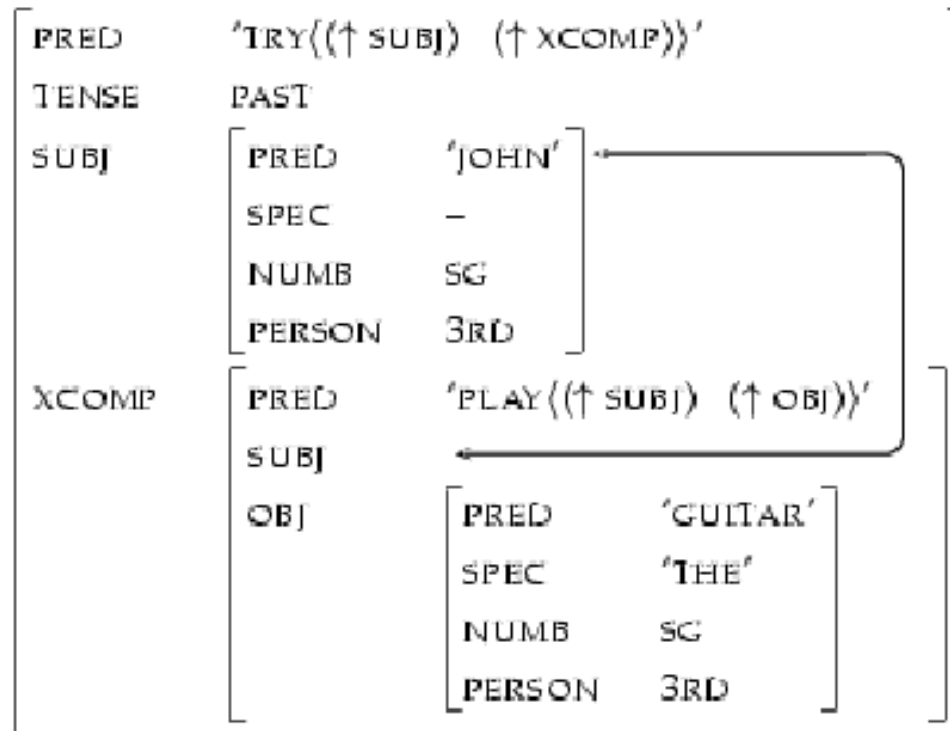 PRED 'TRY⟨(↑ SUBJ) (↑ XCOMP)⟩'
TENSE PAST
SUBJ PRED 'JOHN'
SPEC –
NUMB SG
PERSON 3RD
XCOMP PRED 'PLAY⟨(↑ SUBJ) (↑ OBJ)⟩'
SUBJ
OBJ PRED 'GUITAR'
SPEC 'THE'
NUMB SG
PERSON 3RD